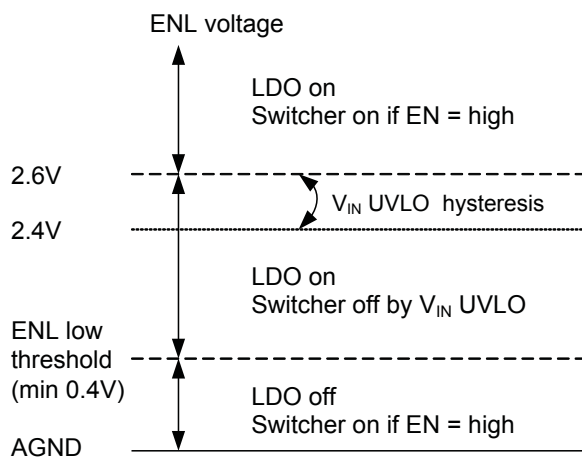 ENL voltage
LDO on
Switcher on if EN = high
2.6V
VIN UVLO hysteresis
2.4V
LDO on
Switcher off by VIN UVLO
ENL low
threshold
(min 0.4V)
LDO off
Switcher on if EN = high
AGND